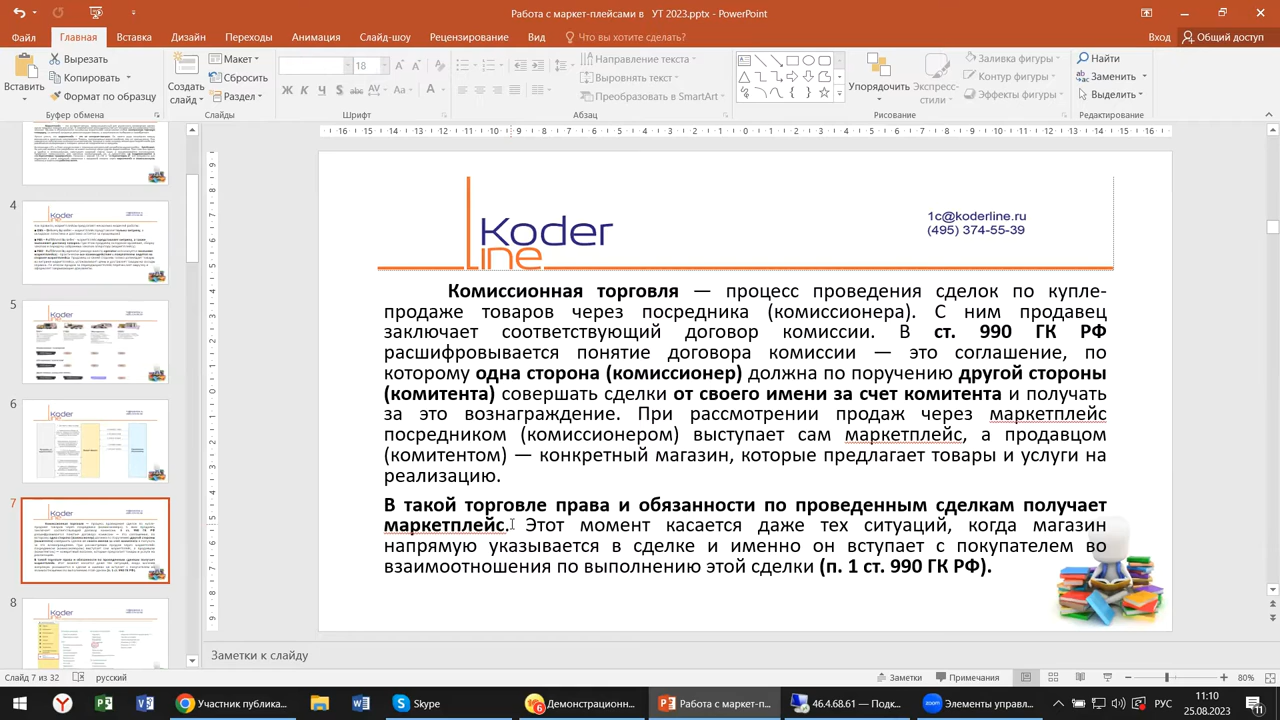 Работа с маркет-плейсами в УТ 2023.pptx - PowerPoint
Файл Главная Вставка Дизайн Переходы Анимация Слайд-шоу Рецензирование Вид Что вы хотите сделать? Вход Общий доступ
Вставить
Вырезать
Копировать
Формат по образцу
Буфер обмена
Создать слайд
Макет
Сбросить
Раздел
Слайды
18
Шрифт
Направление текста
Выровнять текст
Преобразовать в SmartArt
Абзац
Упорядочить
Экспресс-стили
Заливка фигуры
Контур фигуры
Эффекты фигуры
Рисование
Найти
Заменить
Выделить
Редактирование
4
5
6
7
8
Koder
line
1c@koderline.ru
(495) 374-55-39
Комиссионная торговля — процесс проведения сделок по купле-
продаже товаров через посредника (комиссионера). С ним продавец
заключает соответствующий договор комиссии. В ст. 990 ГК РФ
расшифровывается понятие договора комиссии — это соглашение, по
которому одна сторона (комиссионер) должна по поручению другой стороны
(комитента) совершать сделки от своего имени за счет комитента и получать
за это вознаграждение. При рассмотрении продаж через маркетплейс
посредником (комиссионером) выступает сам маркетплейс, а продавцом
(комитентом) — конкретный магазин, которые предлагает товары и услуги на
реализацию.
В такой торговле права и обязанности по проведенным сделкам получает
маркетплейс. Этот момент касается даже тех ситуаций, когда магазин
напрямую указывается в сделке и именно он вступает с покупателем во
взаимоотношения по выполнению этой сделки (п. 1 ст. 990 ГК РФ).
Заметки к слайду
Слайд 7 из 32 русский Заметки Примечания 80%
Участник публика... Skype Демонстрационн... Работа с маркет-п... 46.4.68.61 — Подк... Элементы управл... РУС
11:10
25.08.2023